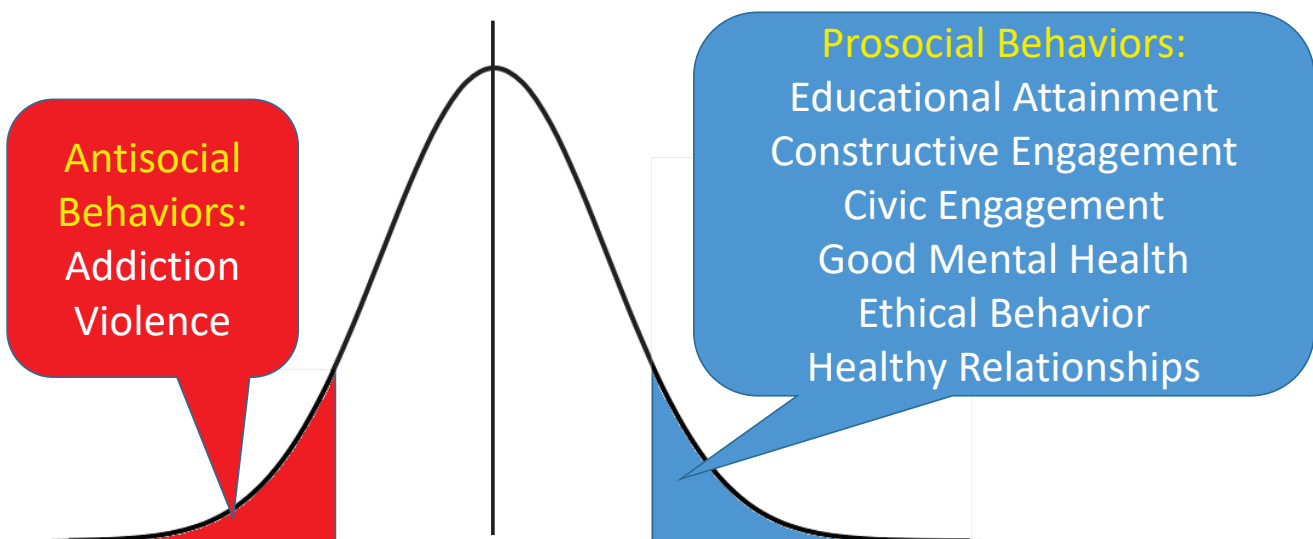 Antisocial
Behaviors:
Addiction
Violence
Prosocial Behaviors:
Educational Attainment
Constructive Engagement
Civic Engagement
Good Mental Health
Ethical Behavior
Healthy Relationships